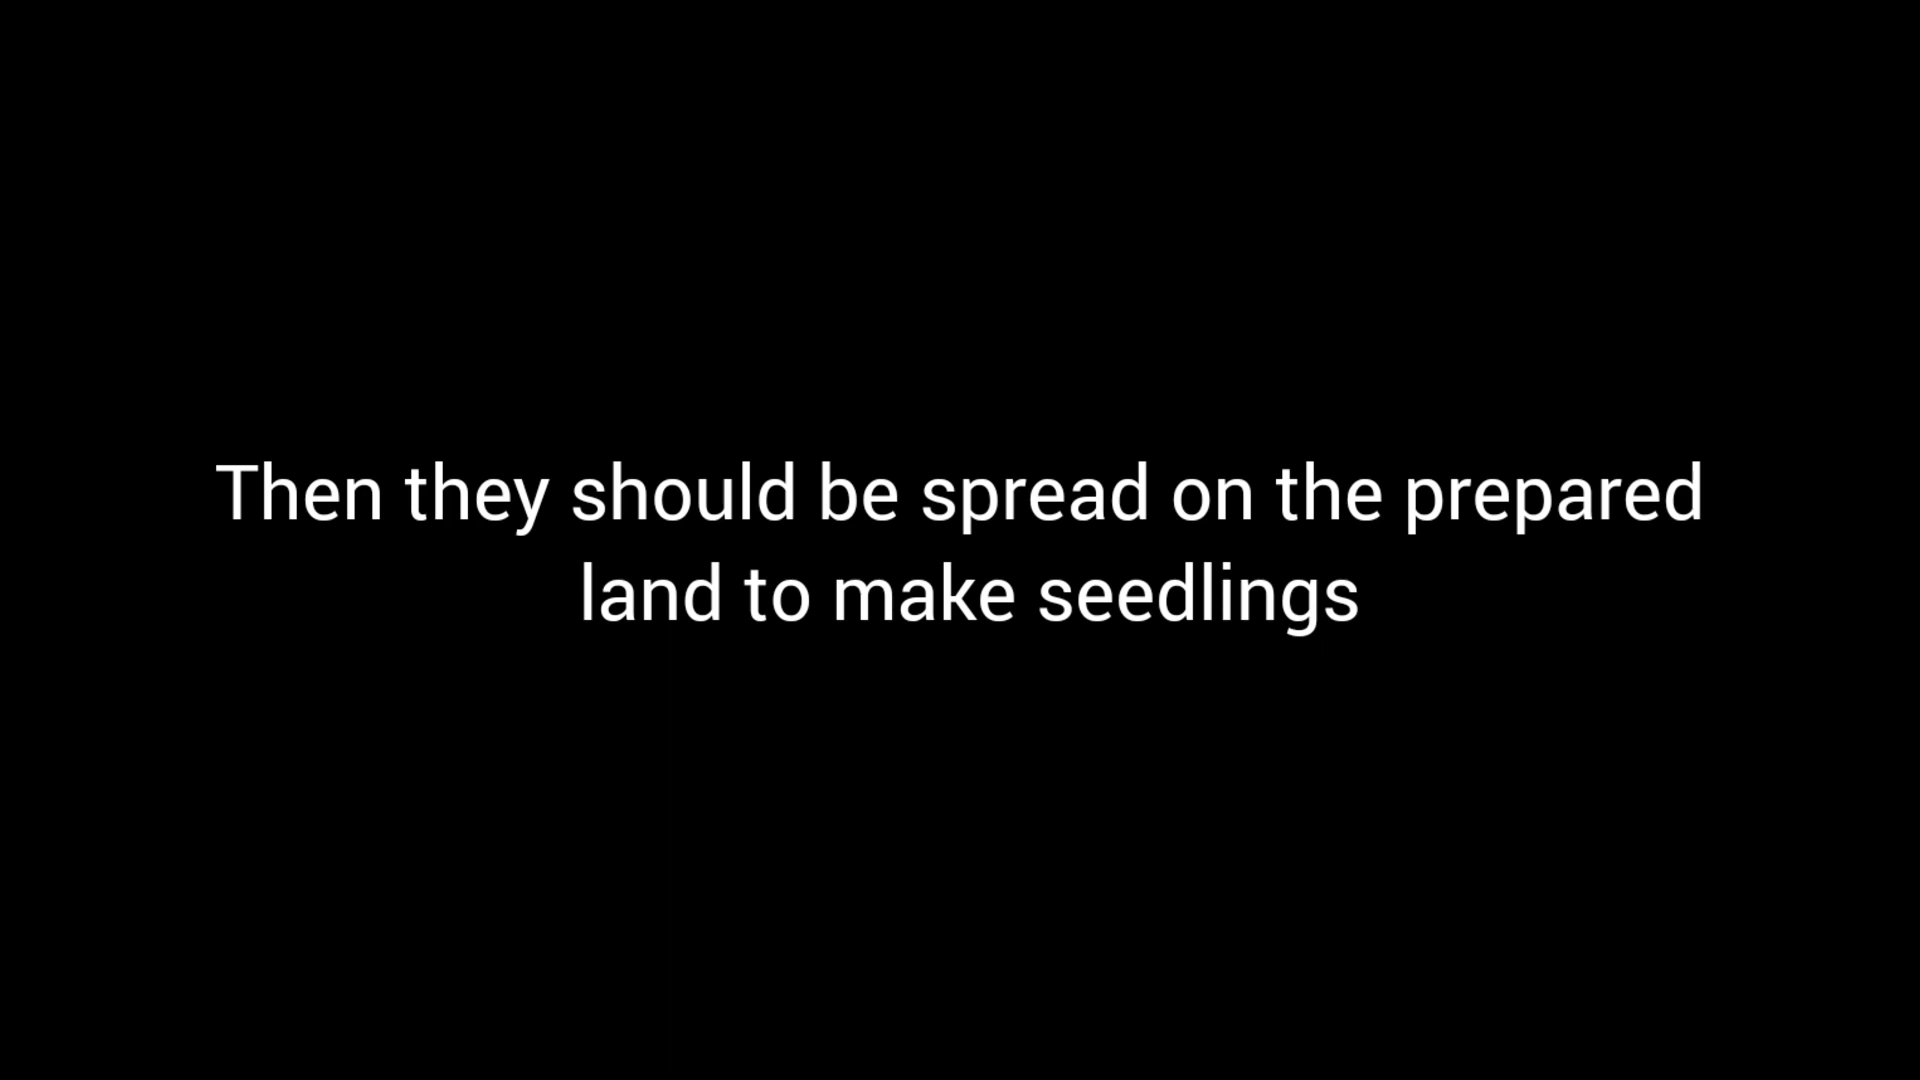 Then they should be spread on the prepared
land to make seedlings